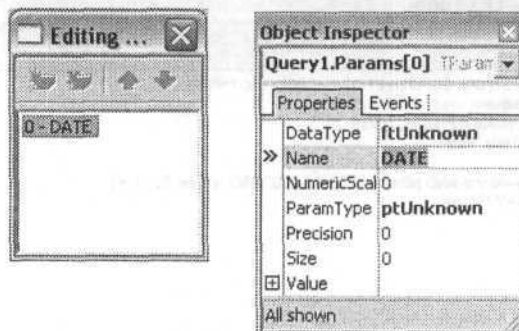 Editing ...
0 - DATE
Object Inspector
Query1.Params[0] TParam
Properties Events
DataType ftUnknown
Name DATE
NumericScal 0
ParamType ptUnknown
Precision 0
Size 0
Value
All shown